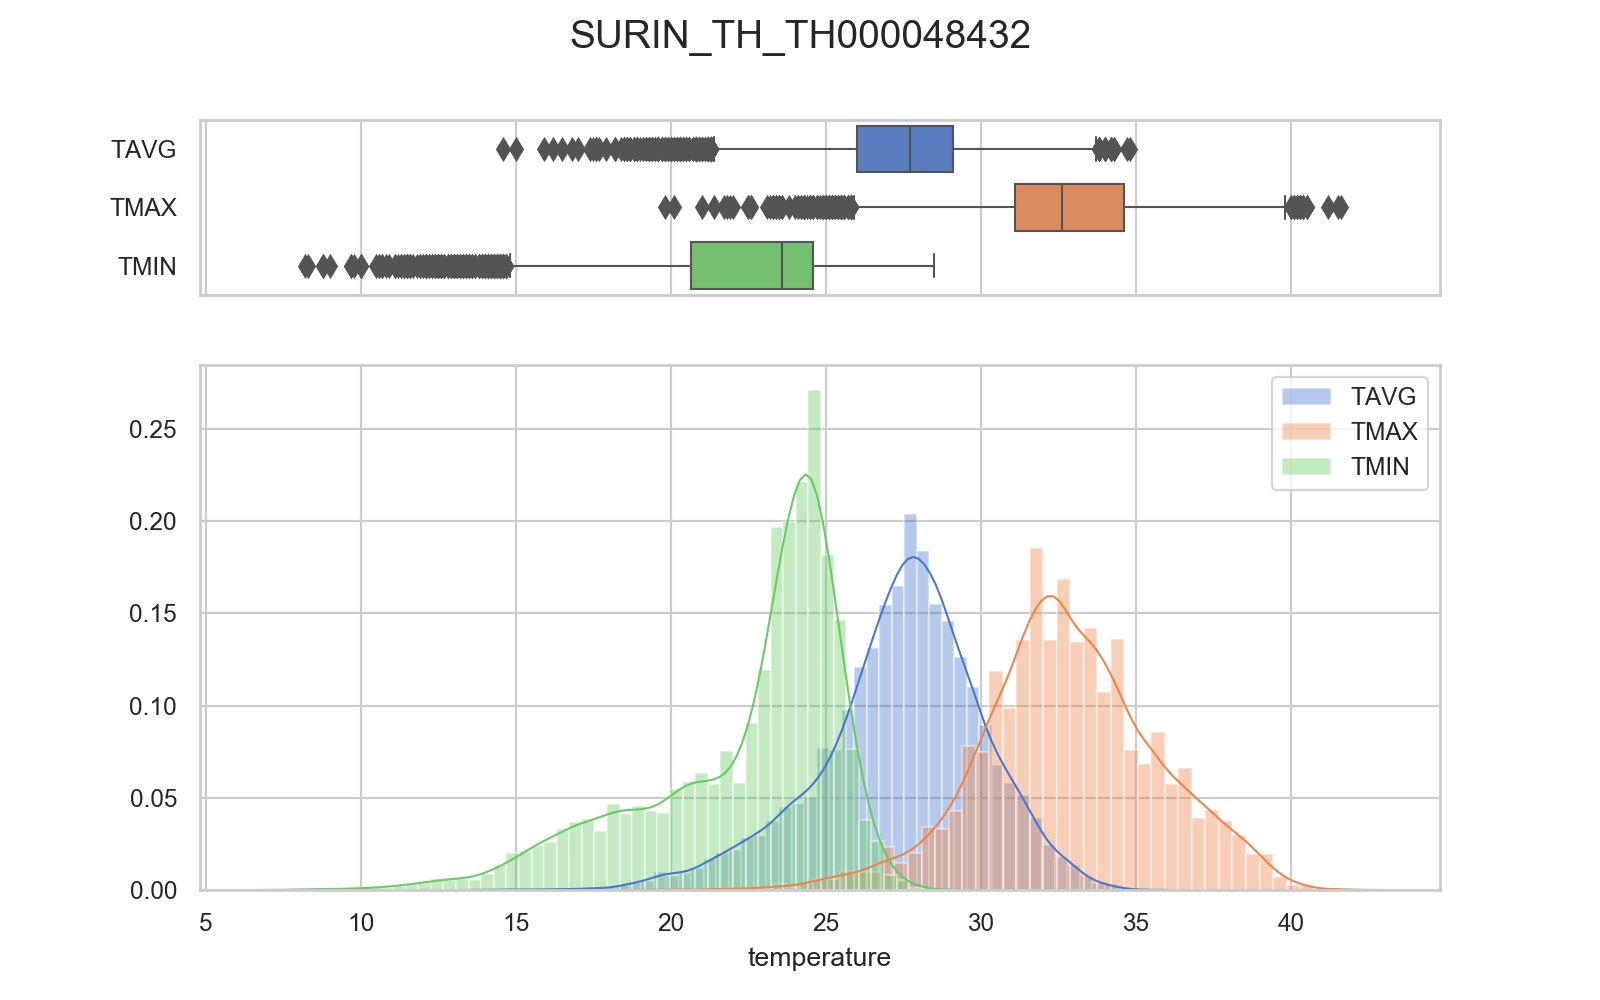 SURIN_TH_TH000048432
TAVG
TMAX
TMIN
0.25
0.20
0.15
0.10
0.05
0.00
TAVG
TMAX
TMIN
5 10 15 20 25 30 35 40
temperature